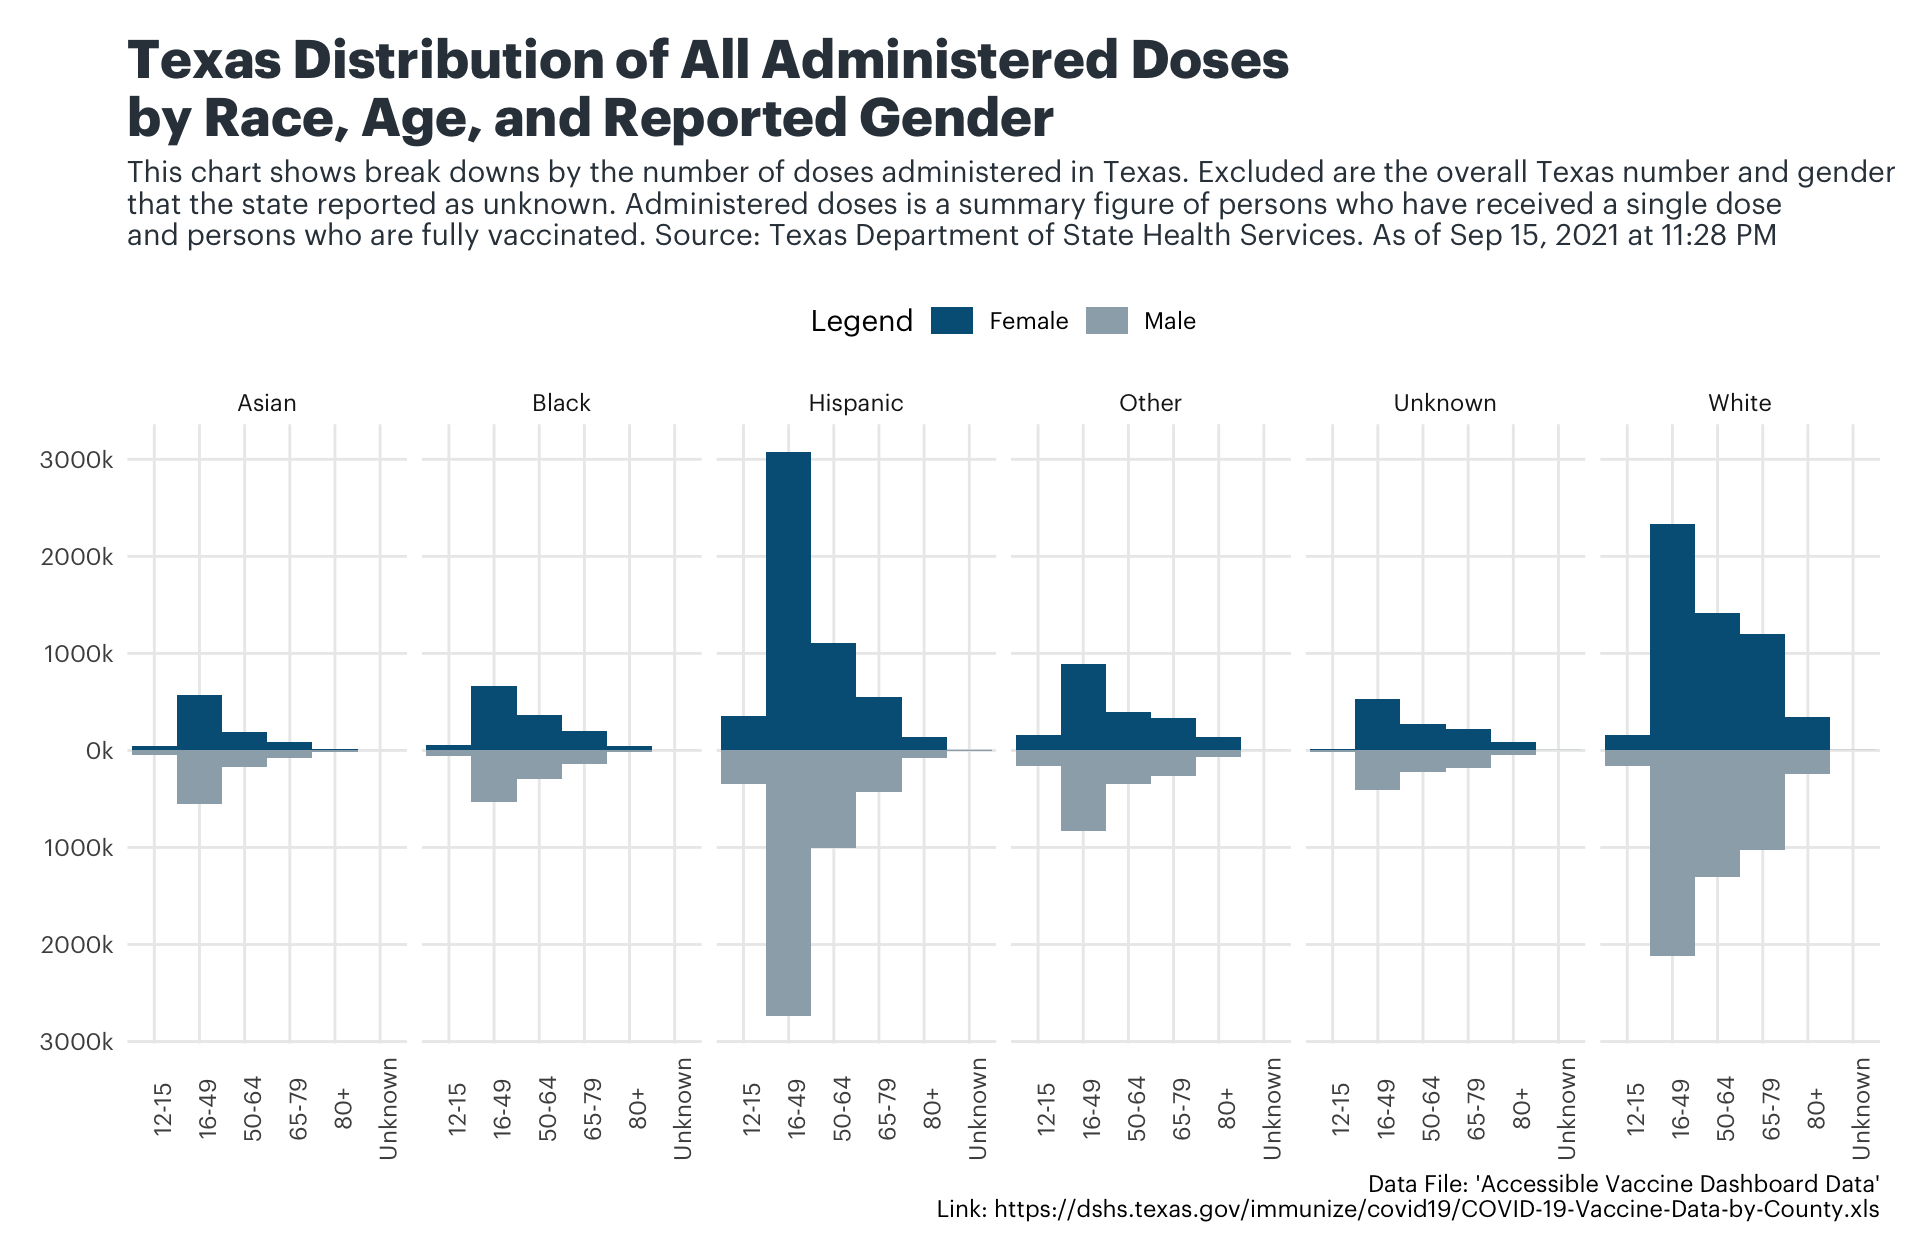 Texas Distribution of All Administered Doses
by Race, Age, and Reported Gender
This chart shows break downs by the number of doses administered in Texas. Excluded are the overall Texas number and gender
that the state reported as unknown. Administered doses is a summary figure of persons who have received a single dose
and persons who are fully vaccinated. Source: Texas Department of State Health Services. As of Sep 15, 2021 at 11:28 PM
Legend Female Male
Asian Black Hispanic Other Unknown White
3000k
2000k
1000k
0k
1000k
2000k
3000k
12-15 16-49 50-64 65-79 80+ Unknown 12-15 16-49 50-64 65-79 80+ Unknown 12-15 16-49 50-64 65-79 80+ Unknown 12-15 16-49 50-64 65-79 80+ Unknown 12-15 16-49 50-64 65-79 80+ Unknown 12-15 16-49 50-64 65-79 80+ Unknown
Data File: 'Accessible Vaccine Dashboard Data'
Link: https://dshs.texas.gov/immunize/covid19/COVID-19-Vaccine-Data-by-County.xls